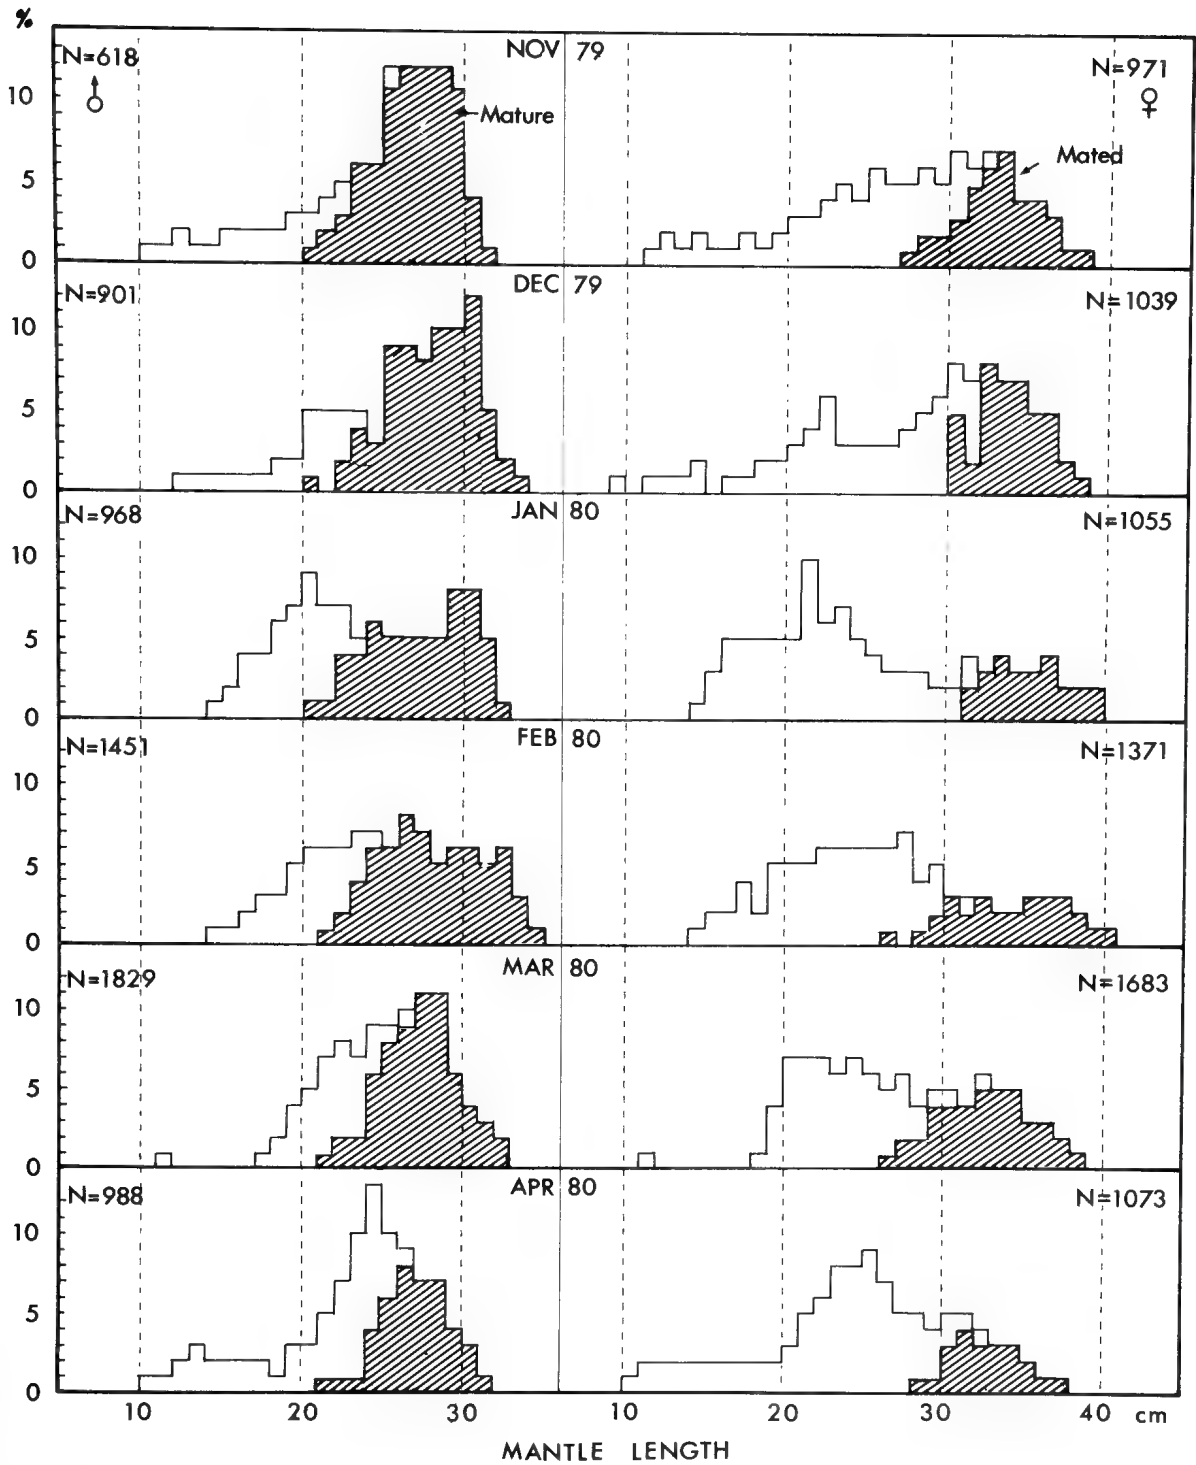 %
N=618 NOV 79 N=971
♂ ♀
10
Mature
Mated
5
0
N=901 DEC 79 N=1039
10
5
0
N=968 JAN 80 N=1055
10
5
0
N=1451 FEB 80 N=1371
10
5
0
N=1829 MAR 80 N=1683
10
5
0
N=988 APR 80 N=1073
10
5
0
10 20 30 10 20 30 40 cm
MANTLE LENGTH